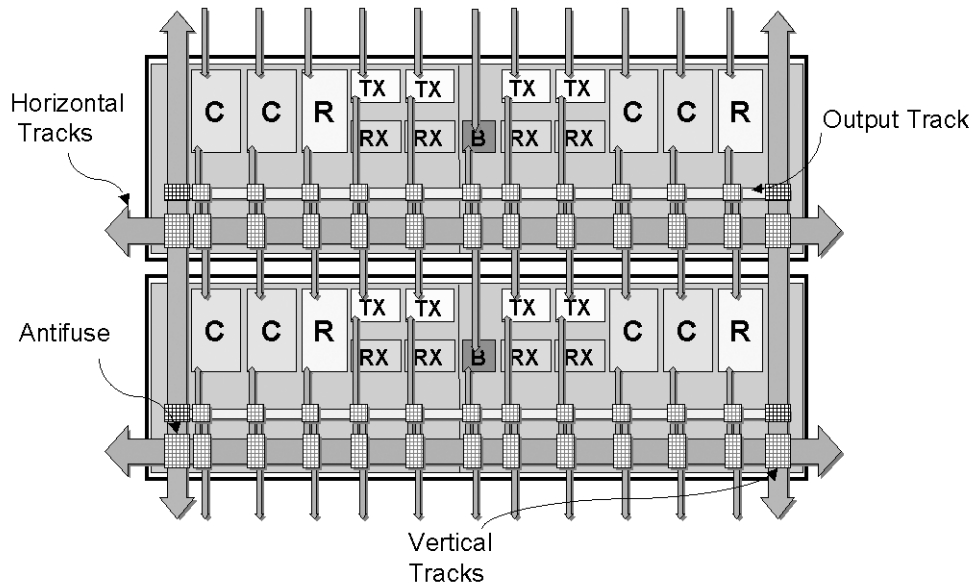 C C R TX TX TX TX C C R
RX RX B RX RX
Horizontal
Tracks
Output Track
C C R TX TX TX TX C C R
RX RX B RX RX
Antifuse
Vertical
Tracks